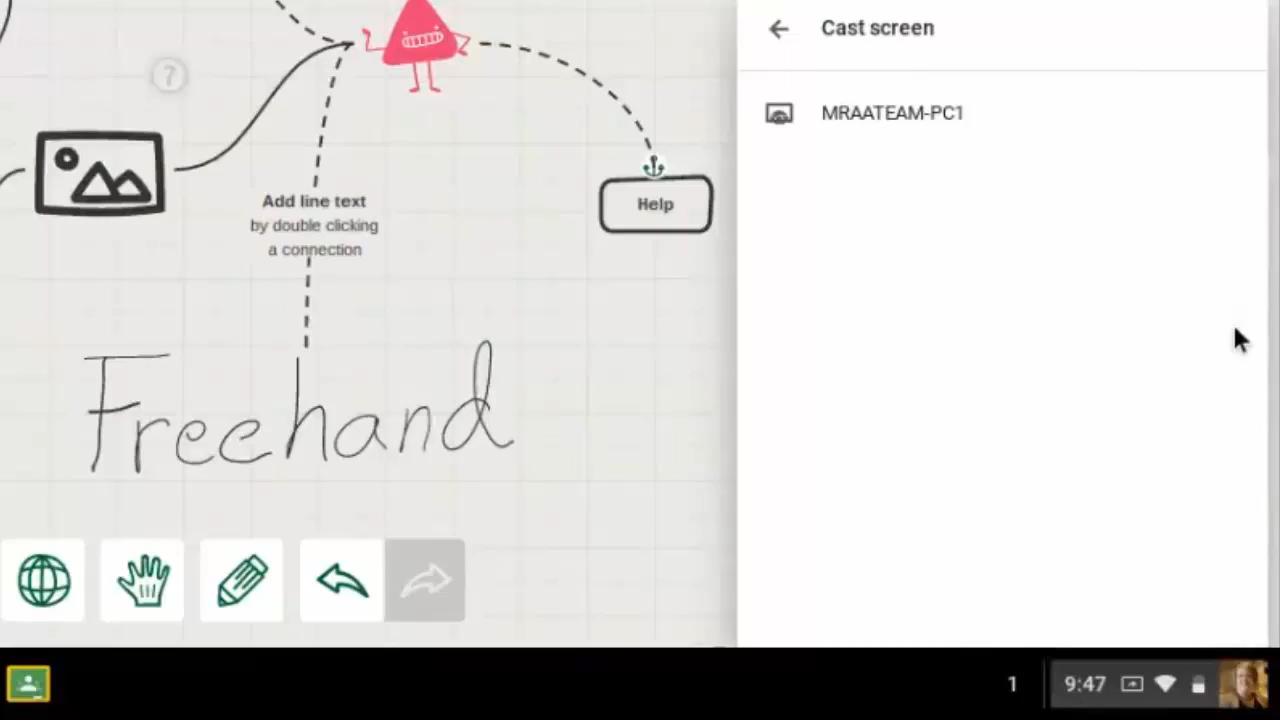 Cast screen
MRAATEAM-PC1
?
Add line text
by double clicking
a connection
Help
Freehand
1
9:47